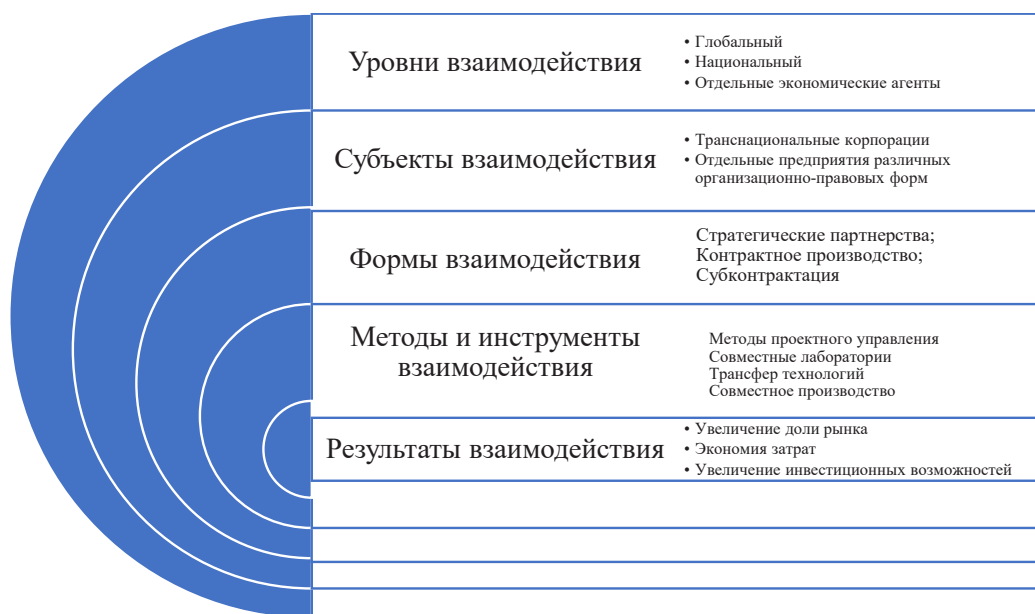 Уровни взаимодействия
• Глобальный
• Национальный
• Отдельные экономические агенты
Субъекты взаимодействия
• Транснациональные корпорации
• Отдельные предприятия различных
организационно-правовых форм
Формы взаимодействия
Стратегические партнерства;
Контрактное производство;
Субконтрактация
Методы и инструменты
взаимодействия
Методы проектного управления
Совместные лаборатории
Трансфер технологий
Совместное производство
Результаты взаимодействия
• Увеличение доли рынка
• Экономия затрат
• Увеличение инвестиционных возможностей